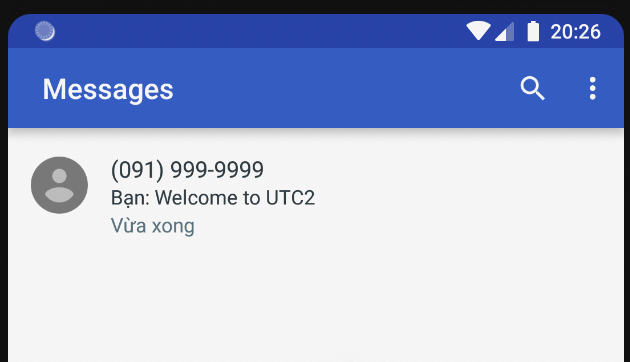 20:26
Messages
(091) 999-9999
Bạn: Welcome to UTC2
Vừa xong